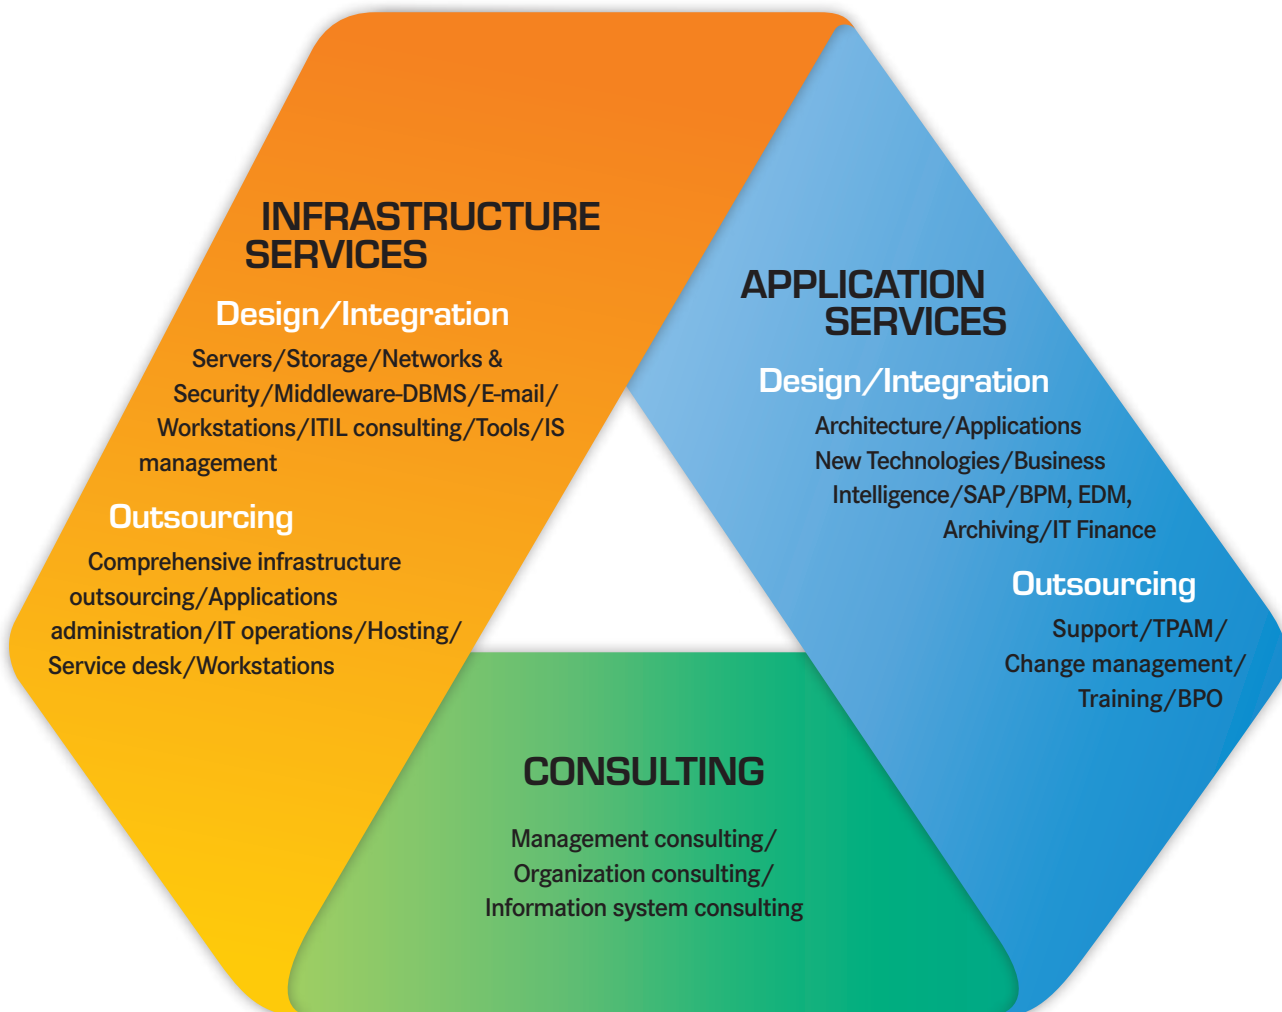 INFRASTRUCTURE
SERVICES
Design/Integration
Servers/Storage/Networks &
Security/Middleware-DBMS/E-mail/
Workstations/ITIL consulting/Tools/IS
management
Outsourcing
Comprehensive infrastructure
outsourcing/Applications
administration/IT operations/Hosting/
Service desk/Workstations
APPLICATION
SERVICES
Design/Integration
Architecture/Applications
New Technologies/Business
Intelligence/SAP/BPM, EDM,
Archiving/IT Finance
Outsourcing
Support/TPAM/
Change management/
Training/BPO
CONSULTING
Management consulting/
Organization consulting/
Information system consulting